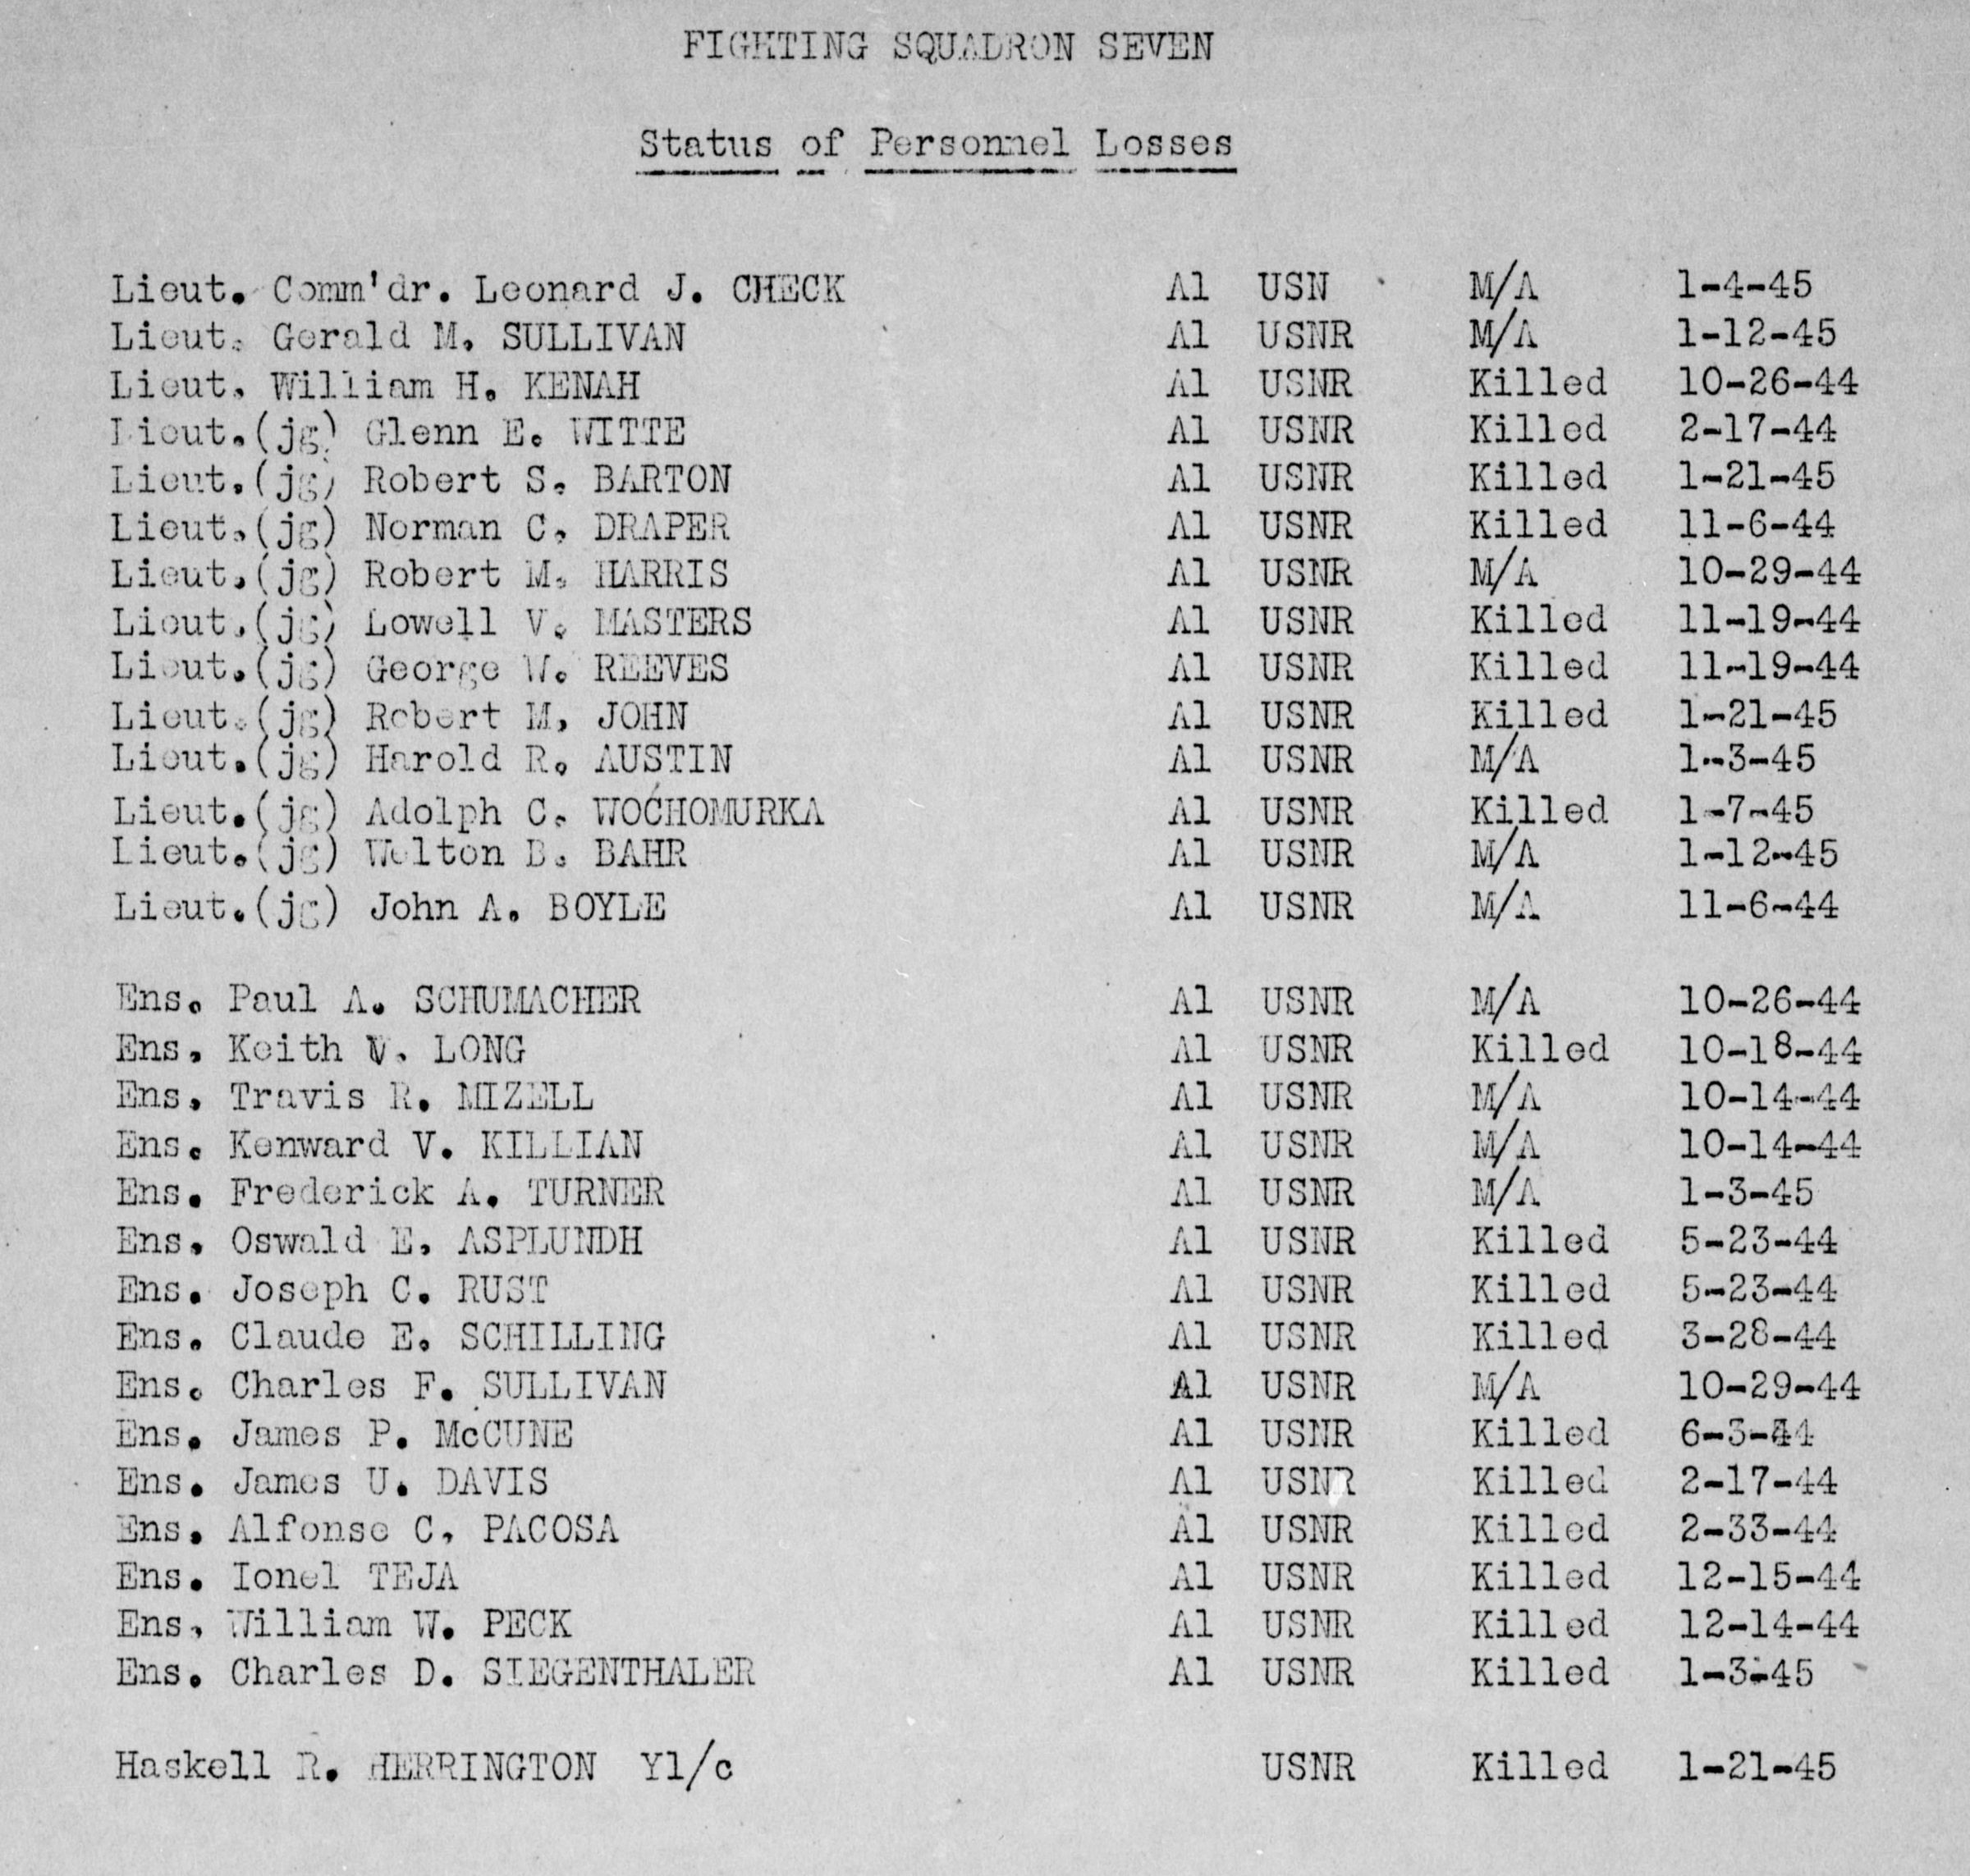 FIGHTING SQUADRON SEVEN
Status of Personnel Losses
Lieut. Comm'dr. Leonard J. CHECK A1 USN M/A 1-4-45
Lieut. Gerald M. SULLIVAN A1 USNR M/A 1-12-45
Lieut. William H. KENAH A1 USNR Killed 10-26-44
Lieut.(jg) Glenn E. WITTE A1 USNR Killed 2-17-44
Lieut.(jg) Robert S. BARTON A1 USNR Killed 1-21-45
Lieut.(jg) Norman C. DRAPER A1 USNR Killed 11-6-44
Lieut.(jg) Robert M. HARRIS A1 USNR M/A 10-29-44
Lieut.(jg) Lowell V. MASTERS A1 USNR Killed 11-19-44
Lieut.(jg) George W. REEVES A1 USNR Killed 11-19-44
Lieut.(jg) Robert M. JOHN A1 USNR Killed 1-21-45
Lieut.(jg) Harold R. AUSTIN A1 USNR M/A 1-3-45
Lieut.(jg) Adolph C. WOCHOMURKA A1 USNR Killed 1-7-45
Lieut.(jg) Welton B. BAHR A1 USNR M/A 1-12-45
Lieut.(jg) John A. BOYLE A1 USNR M/A 11-6-44
Ens. Paul A. SCHUMACHER A1 USNR M/A 10-26-44
Ens. Keith V. LONG A1 USNR Killed 10-18-44
Ens. Travis R. MIZELL A1 USNR M/A 10-14-44
Ens. Kenward V. KILLIAN A1 USNR M/A 10-14-44
Ens. Frederick A. TURNER A1 USNR M/A 1-3-45
Ens. Oswald E. ASPLUNDH A1 USNR Killed 5-23-44
Ens. Joseph C. RUST A1 USNR Killed 5-23-44
Ens. Claude E. SCHILLING A1 USNR Killed 3-28-44
Ens. Charles F. SULLIVAN A1 USNR M/A 10-29-44
Ens. James P. McCUNE A1 USNR Killed 6-3-44
Ens. James U. DAVIS A1 USNR Killed 2-17-44
Ens. Alfonse C. PACOSA A1 USNR Killed 2-33-44
Ens. Ionel TEJA A1 USNR Killed 12-15-44
Ens. William W. PECK A1 USNR Killed 12-14-44
Ens. Charles D. SIEGENTHALER A1 USNR Killed 1-3-45
Haskell R. HERRINGTON Y1/c USNR Killed 1-21-45